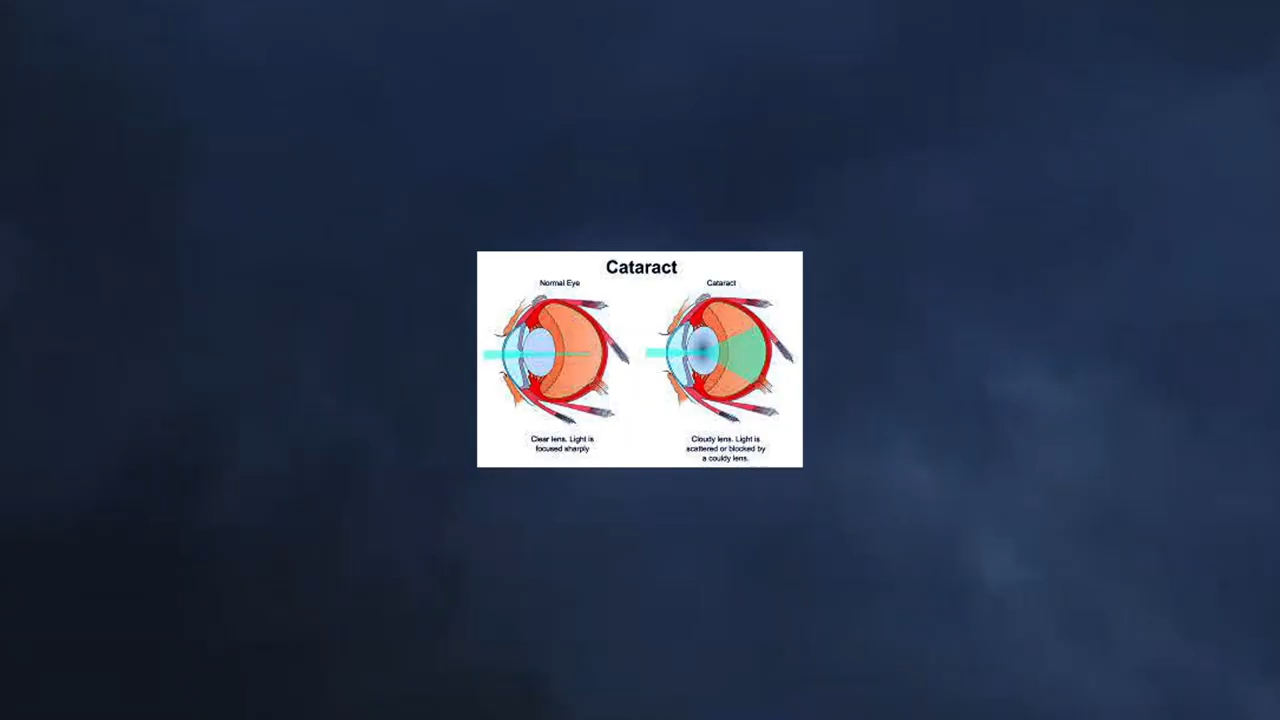 Cataract
Normal Eye
Cataract
Clear lens. Light is
focused sharply
Cloudy lens. Light is
scattered or blocked by
a couldy lens.